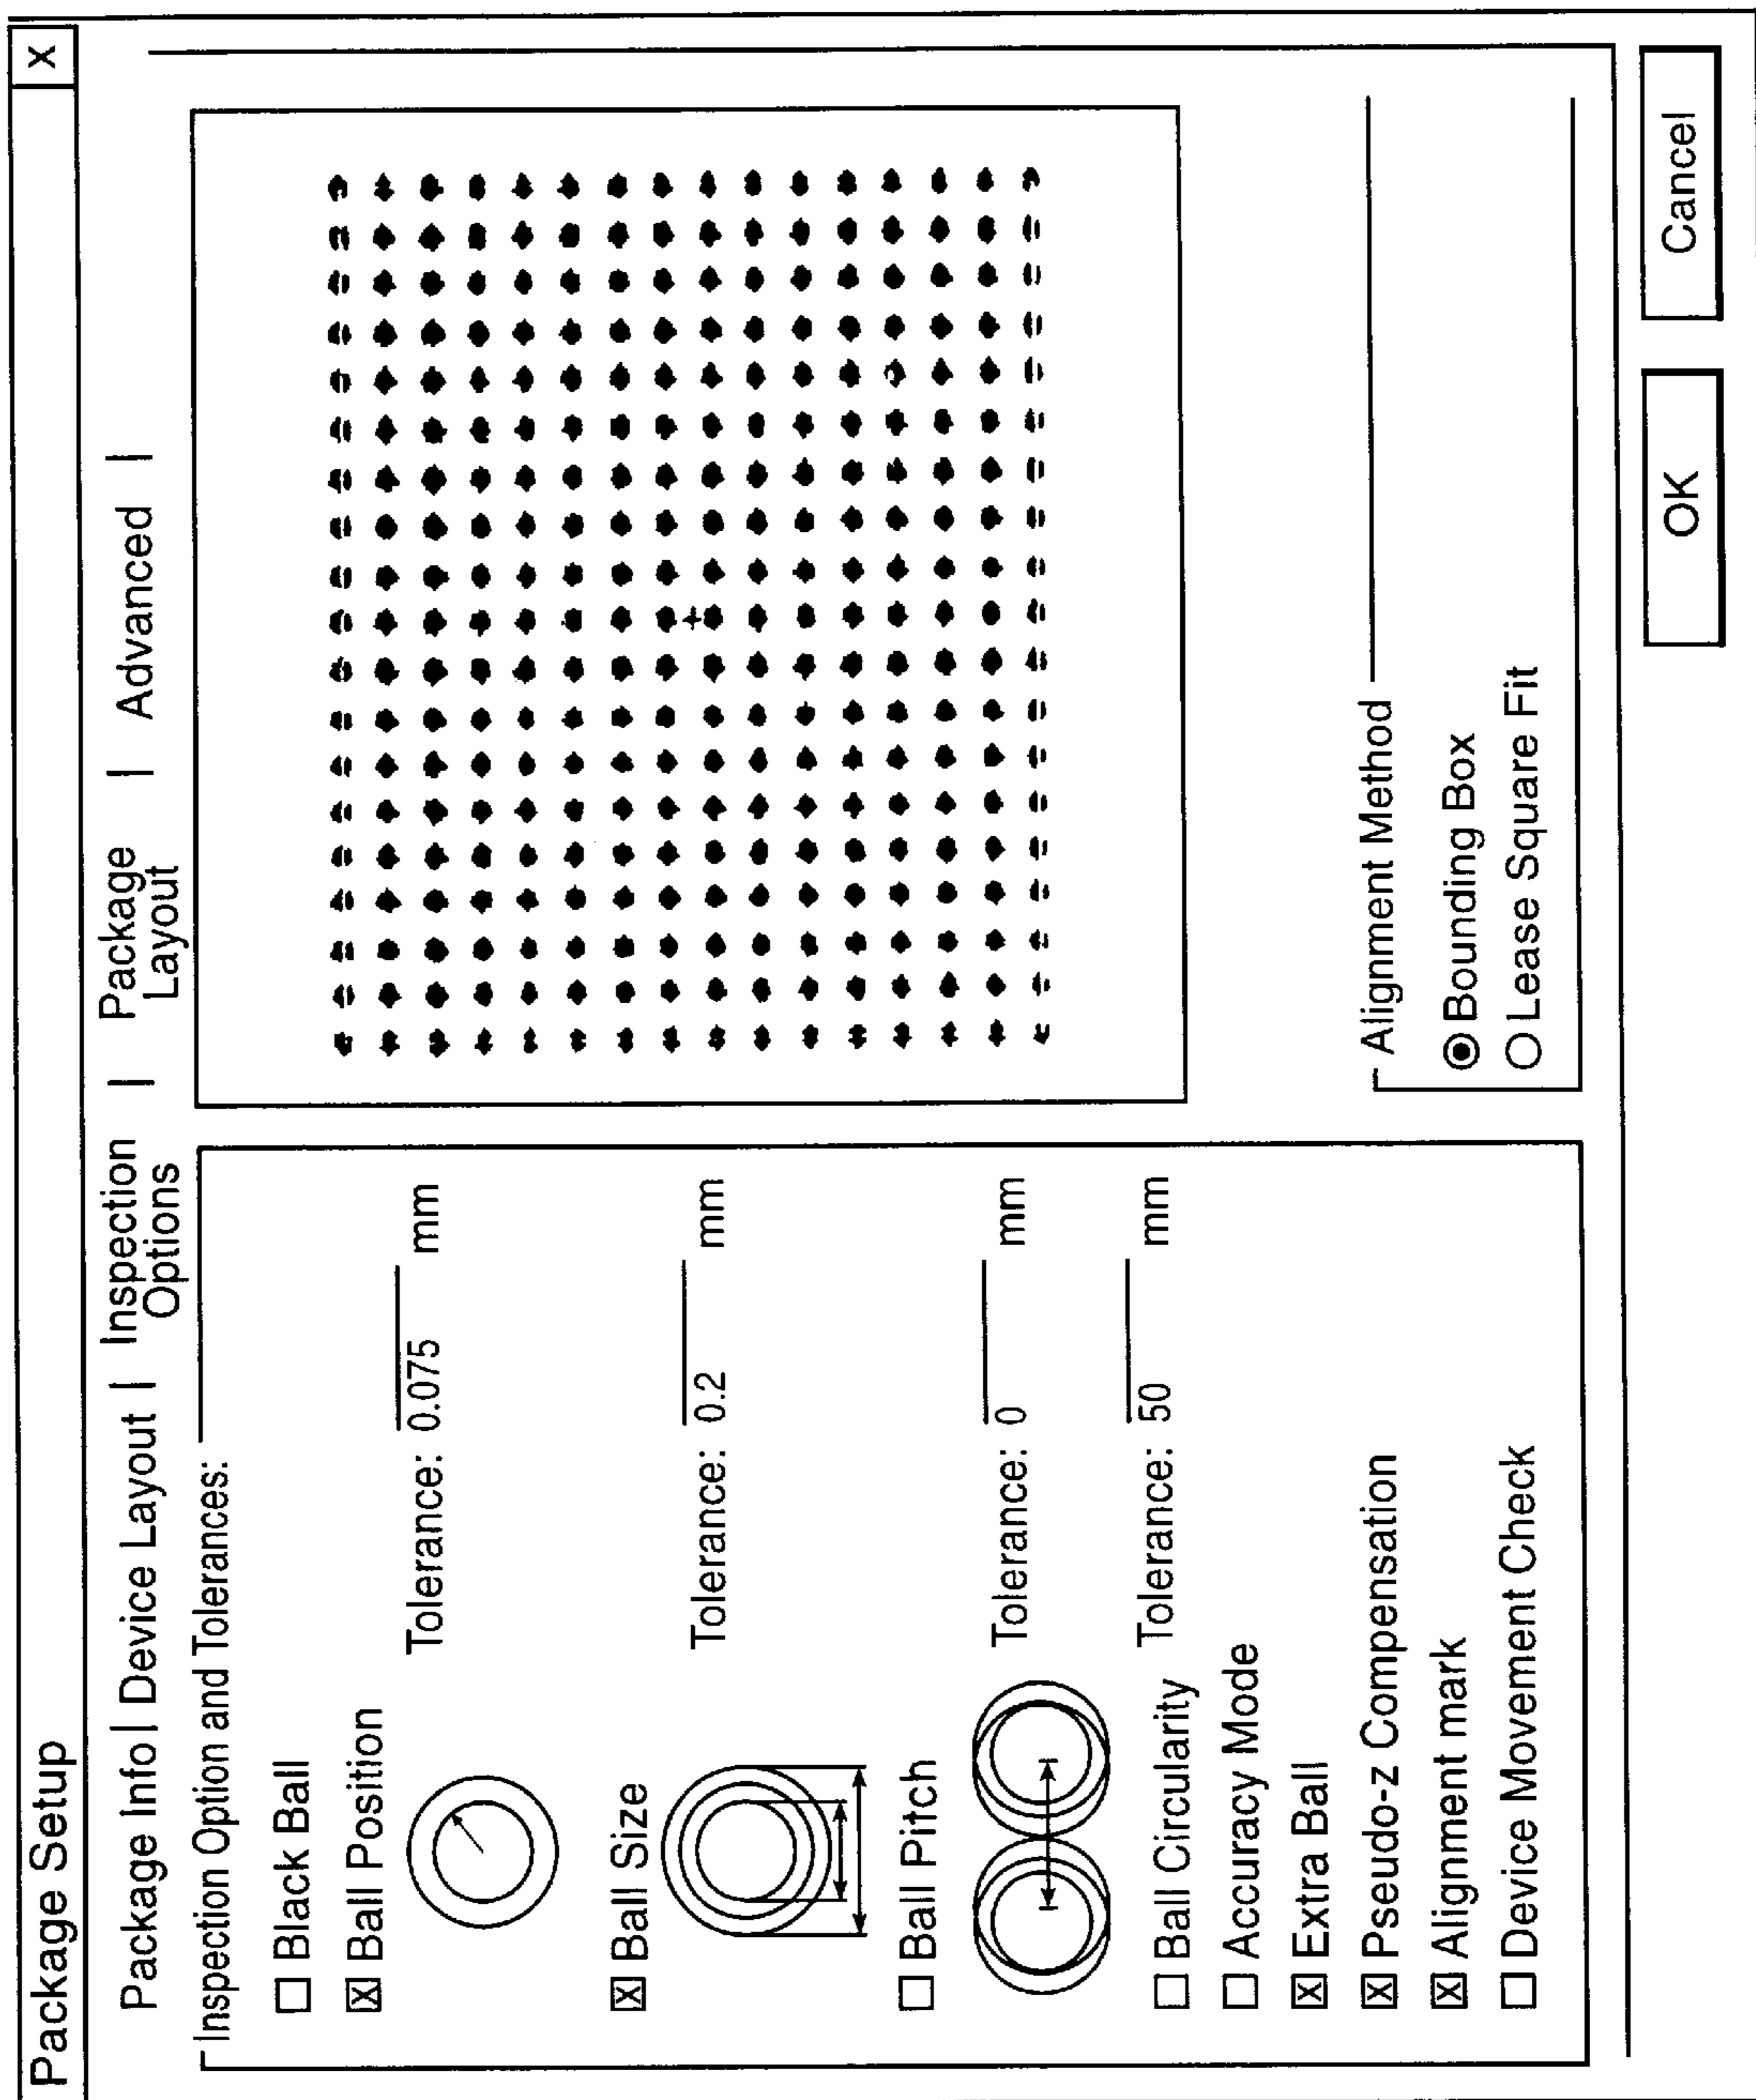 Package Setup X
Package Info | Device Layout | Inspection Options | Package Layout | Advanced |
Inspection Option and Tolerances:
Black Ball
X Ball Position
Tolerance: 0.075 mm
X Ball Size
Tolerance: 0.2 mm
Ball Pitch
Tolerance: 0 mm
Ball Circularity Tolerance: 50 mm
Accuracy Mode
X Extra Ball
X Pseudo-z Compensation
X Alignment mark
Device Movement Check
Alignment Method
Bounding Box
Lease Square Fit
OK
Cancel